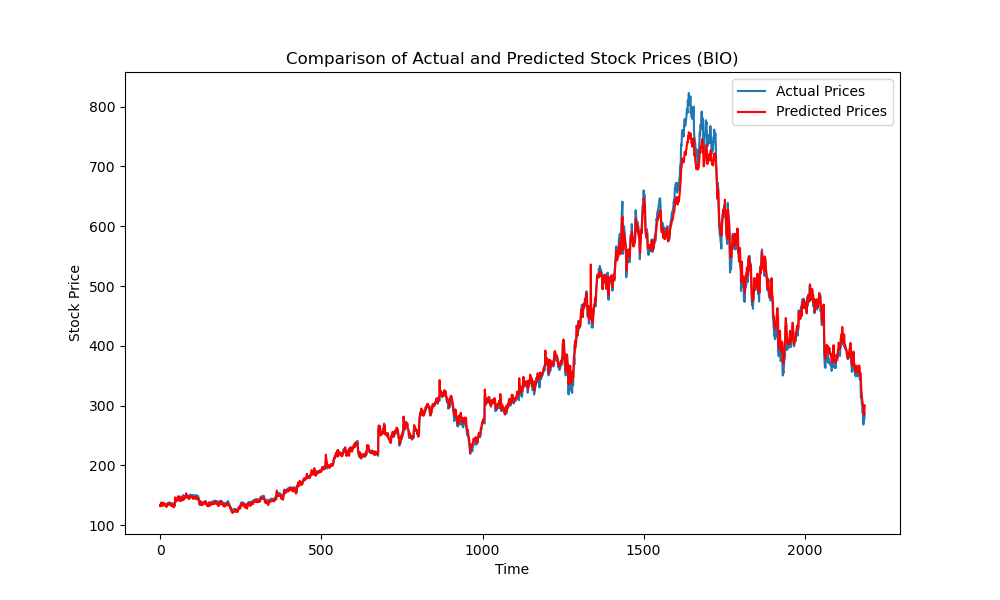 Comparison of Actual and Predicted Stock Prices (BIO)
Actual Prices
Predicted Prices
800
700
600
500
400
300
200
100
Stock Price
0 500 1000 1500 2000
Time